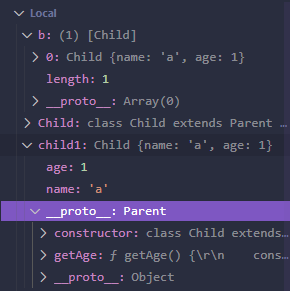 Local
b: (1) [Child]
0: Child {name: 'a', age: 1}
length: 1
__proto__: Array(0)
Child: class Child extends Parent …
child1: Child {name: 'a', age: 1}
age: 1
name: 'a'
__proto__: Parent
constructor: class Child extends…
getAge: ƒ getAge() {\r\n    cons…
__proto__: Object